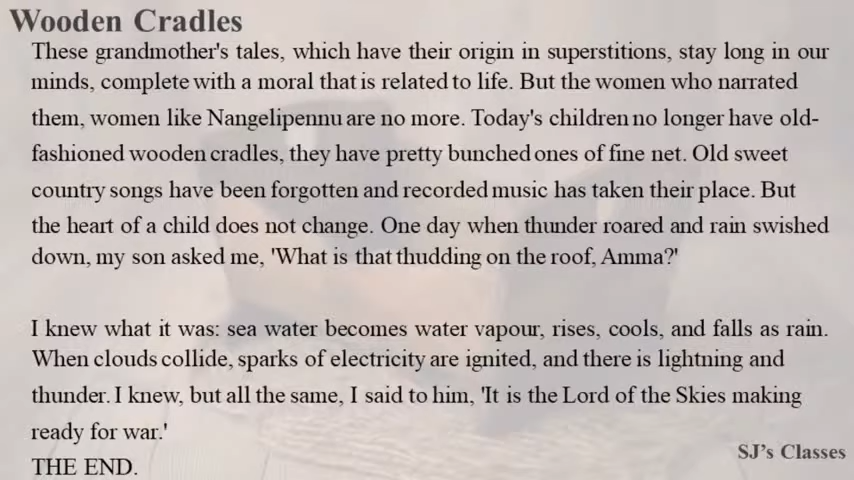 Wooden Cradles
These grandmother's tales, which have their origin in superstitions, stay long in our
minds, complete with a moral that is related to life. But the women who narrated
them, women like Nangelipennu are no more. Today's children no longer have old-
fashioned wooden cradles, they have pretty bunched ones of fine net. Old sweet
country songs have been forgotten and recorded music has taken their place. But
the heart of a child does not change. One day when thunder roared and rain swished
down, my son asked me, 'What is that thudding on the roof, Amma?'
I knew what it was: sea water becomes water vapour, rises, cools, and falls as rain.
When clouds collide, sparks of electricity are ignited, and there is lightning and
thunder. I knew, but all the same, I said to him, 'It is the Lord of the Skies making
ready for war.'
THE END.
SJ's Classes